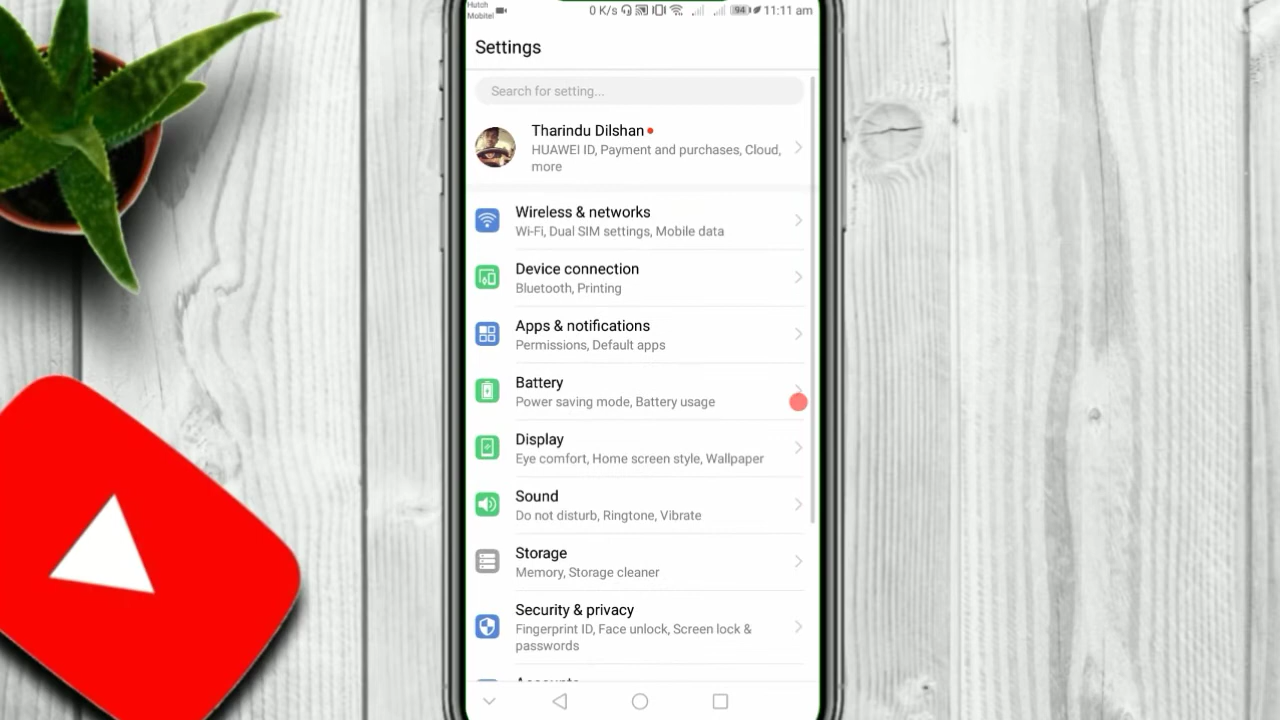 Hutch
Mobitel
0 K/s
94
11:11 am
Settings
Search for setting...
Tharindu Dilshan
HUAWEI ID, Payment and purchases, Cloud,
more
Wireless & networks
Wi-Fi, Dual SIM settings, Mobile data
Device connection
Bluetooth, Printing
Apps & notifications
Permissions, Default apps
Battery
Power saving mode, Battery usage
Display
Eye comfort, Home screen style, Wallpaper
Sound
Do not disturb, Ringtone, Vibrate
Storage
Memory, Storage cleaner
Security & privacy
Fingerprint ID, Face unlock, Screen lock &
passwords